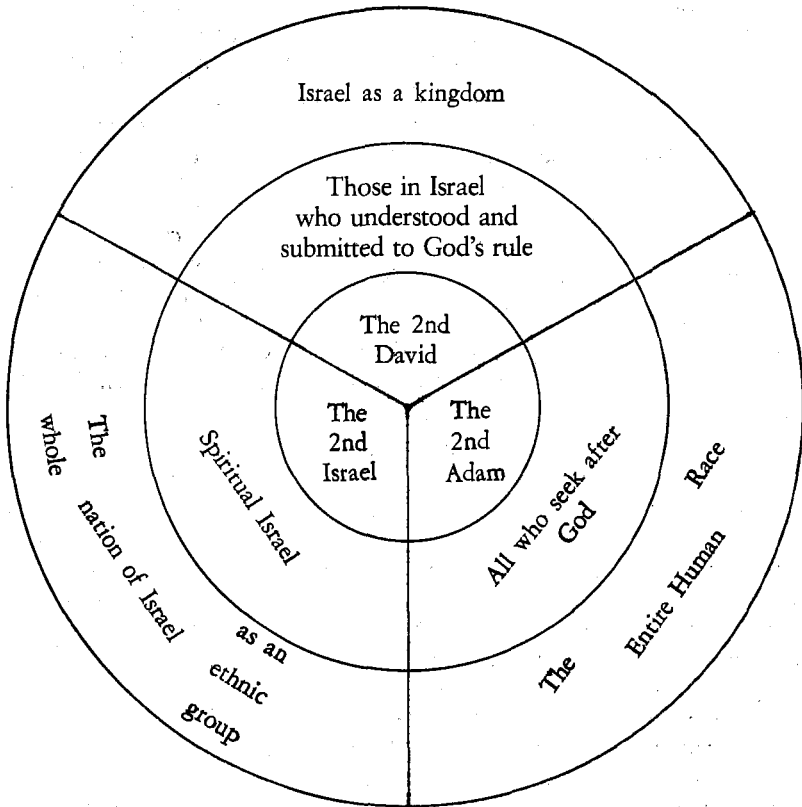 Israel as a kingdom
Those in Israel
who understood and
submitted to God's rule
The 2nd
David
The
2nd
Israel
The
2nd
Adam
Spiritual Israel
All who seek after
God
The
whole
nation of Israel
as an
ethnic
group
The
Entire Human
Race